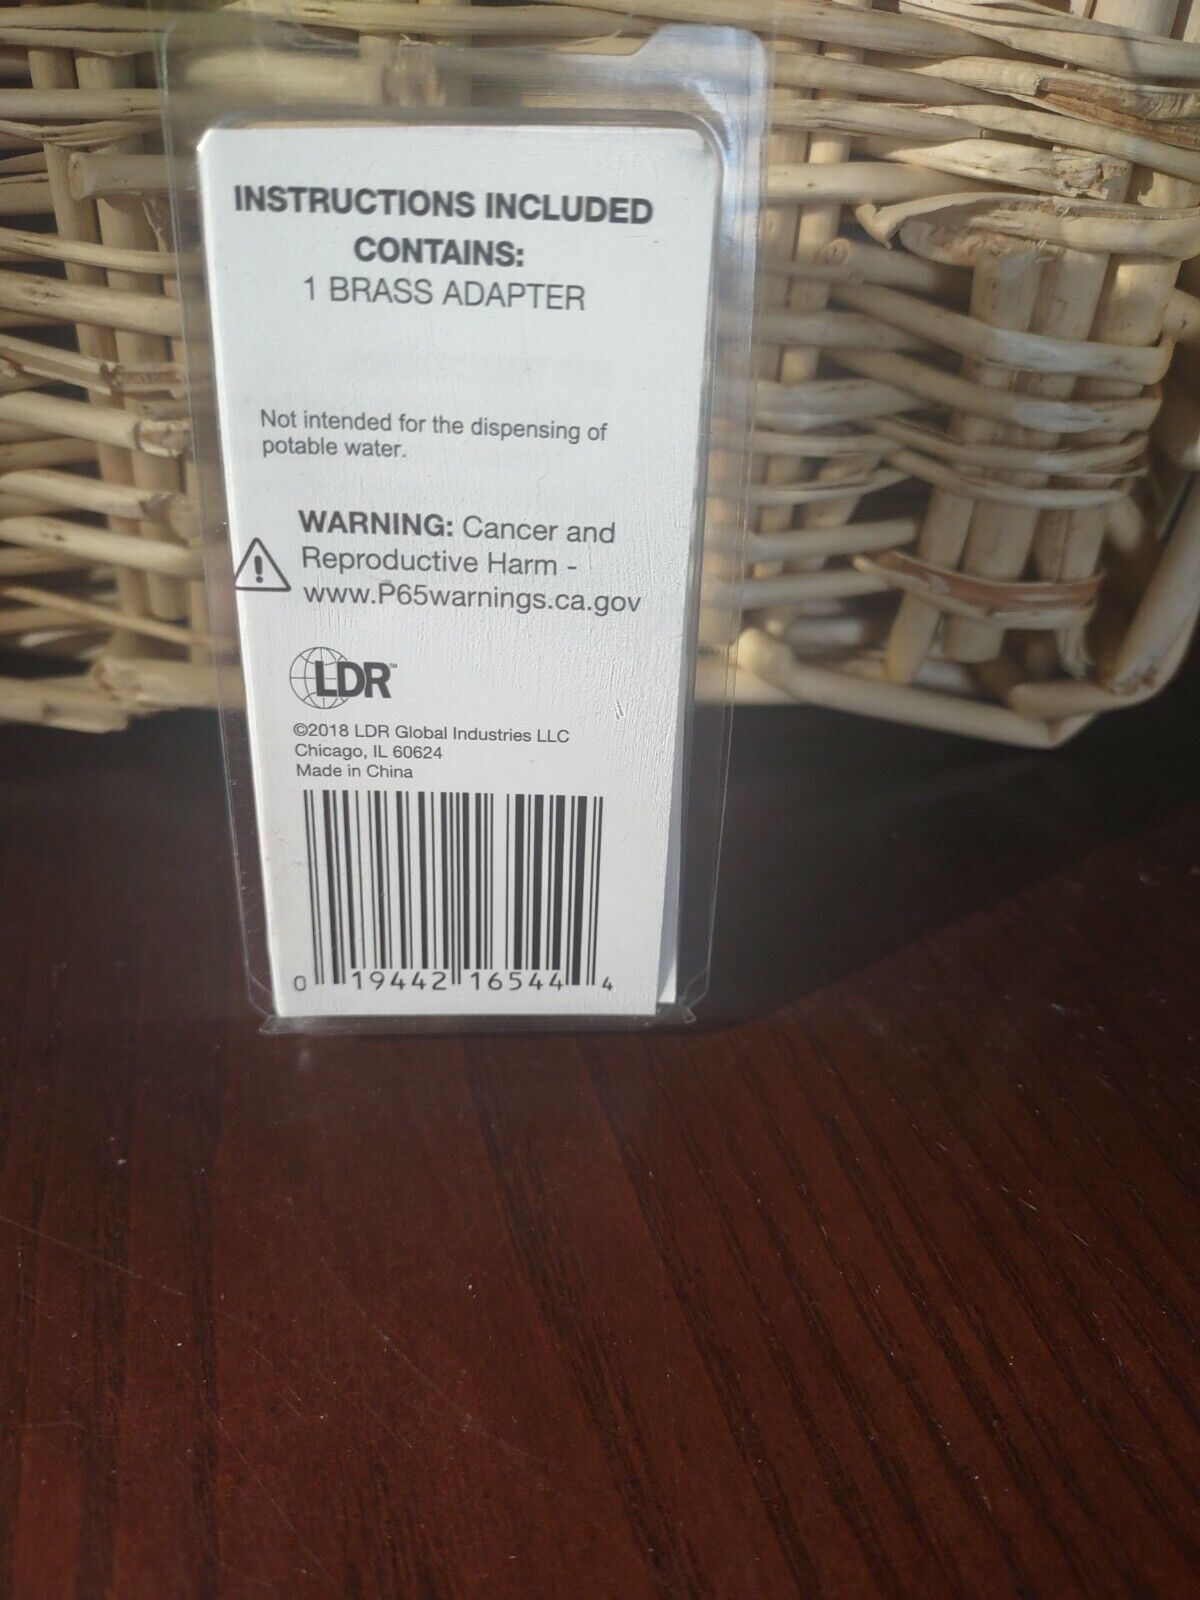 INSTRUCTIONS INCLUDED
CONTAINS:
1 BRASS ADAPTER
Not intended for the dispensing of
potable water.
WARNING: Cancer and
Reproductive Harm -
www.P65warnings.ca.gov
LDR™
©2018 LDR Global Industries LLC
Chicago, IL 60624
Made in China
0 19442 16544 4